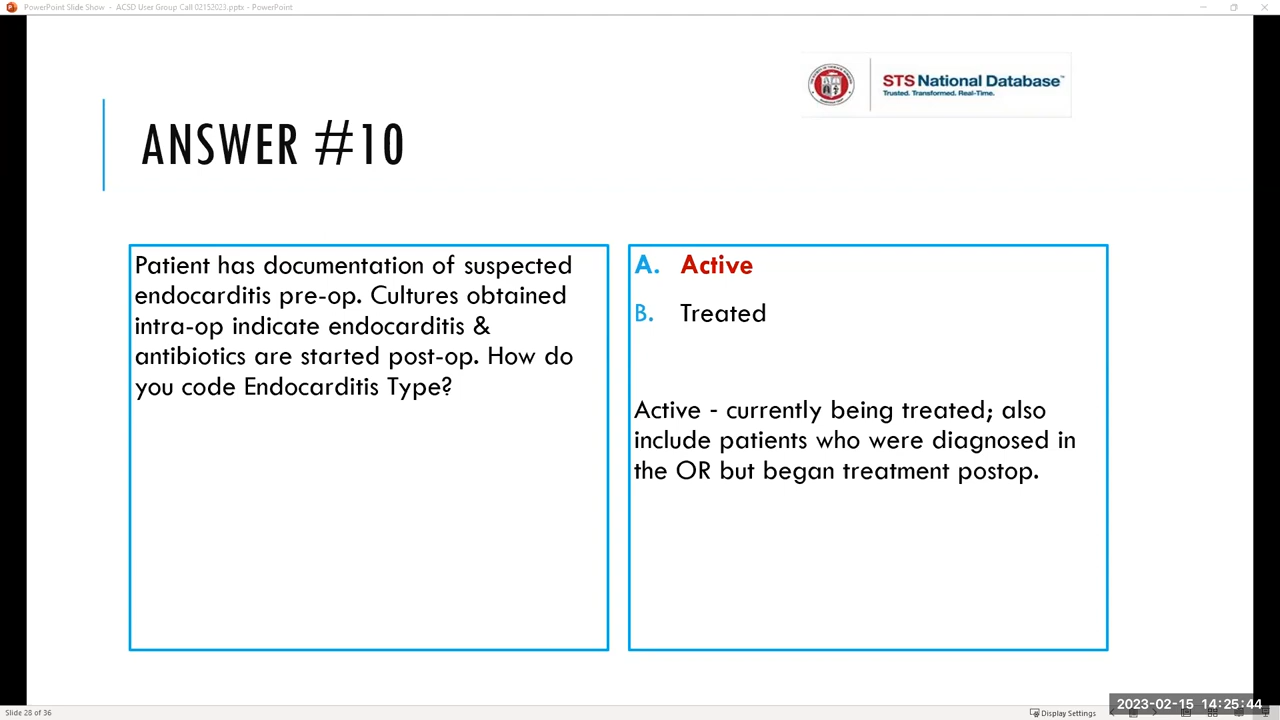 PowerPoint Slide Show - ACSD User Group Call 02152023.pptx - PowerPoint
STS National Database™
Trusted. Transformed. Real-Time.
ANSWER #10
Patient has documentation of suspected
endocarditis pre-op. Cultures obtained
intra-op indicate endocarditis &
antibiotics are started post-op. How do
you code Endocarditis Type?
A. Active
B. Treated
Active - currently being treated; also
include patients who were diagnosed in
the OR but began treatment postop.
2023-02-15 14:25:44
Slide 28 of 36
Display Settings